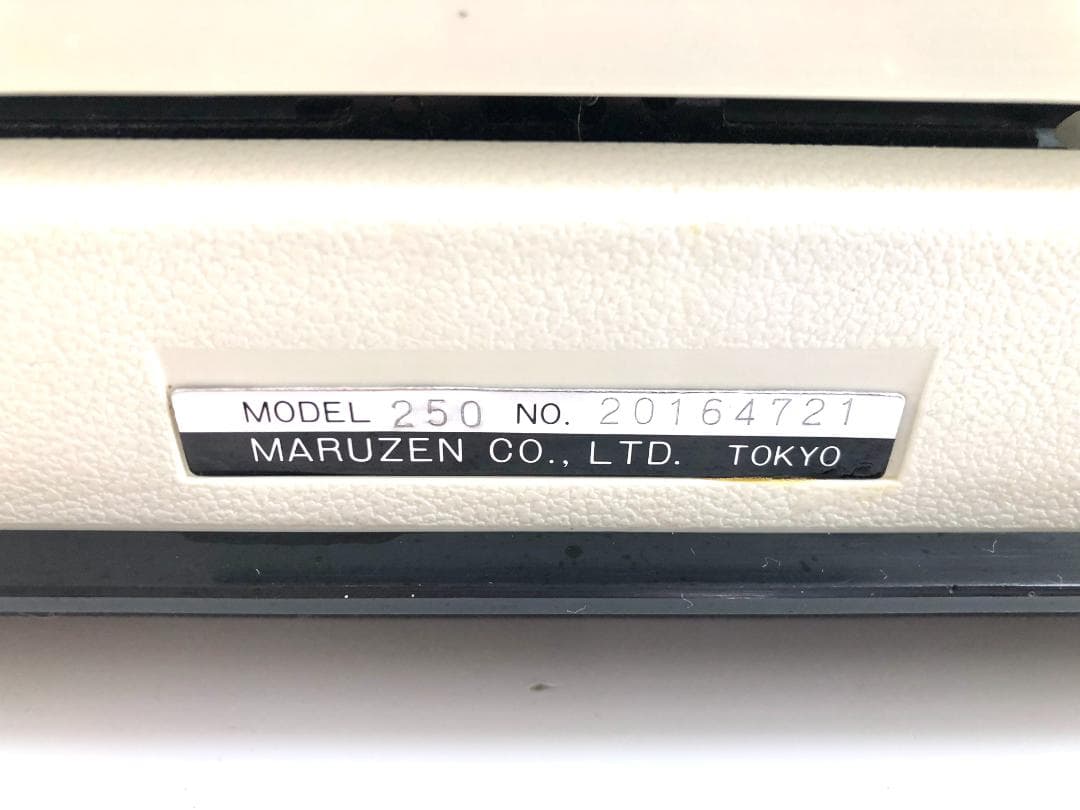 MODEL 250 NO. 20164721
MARUZEN CO., LTD. TOKYO